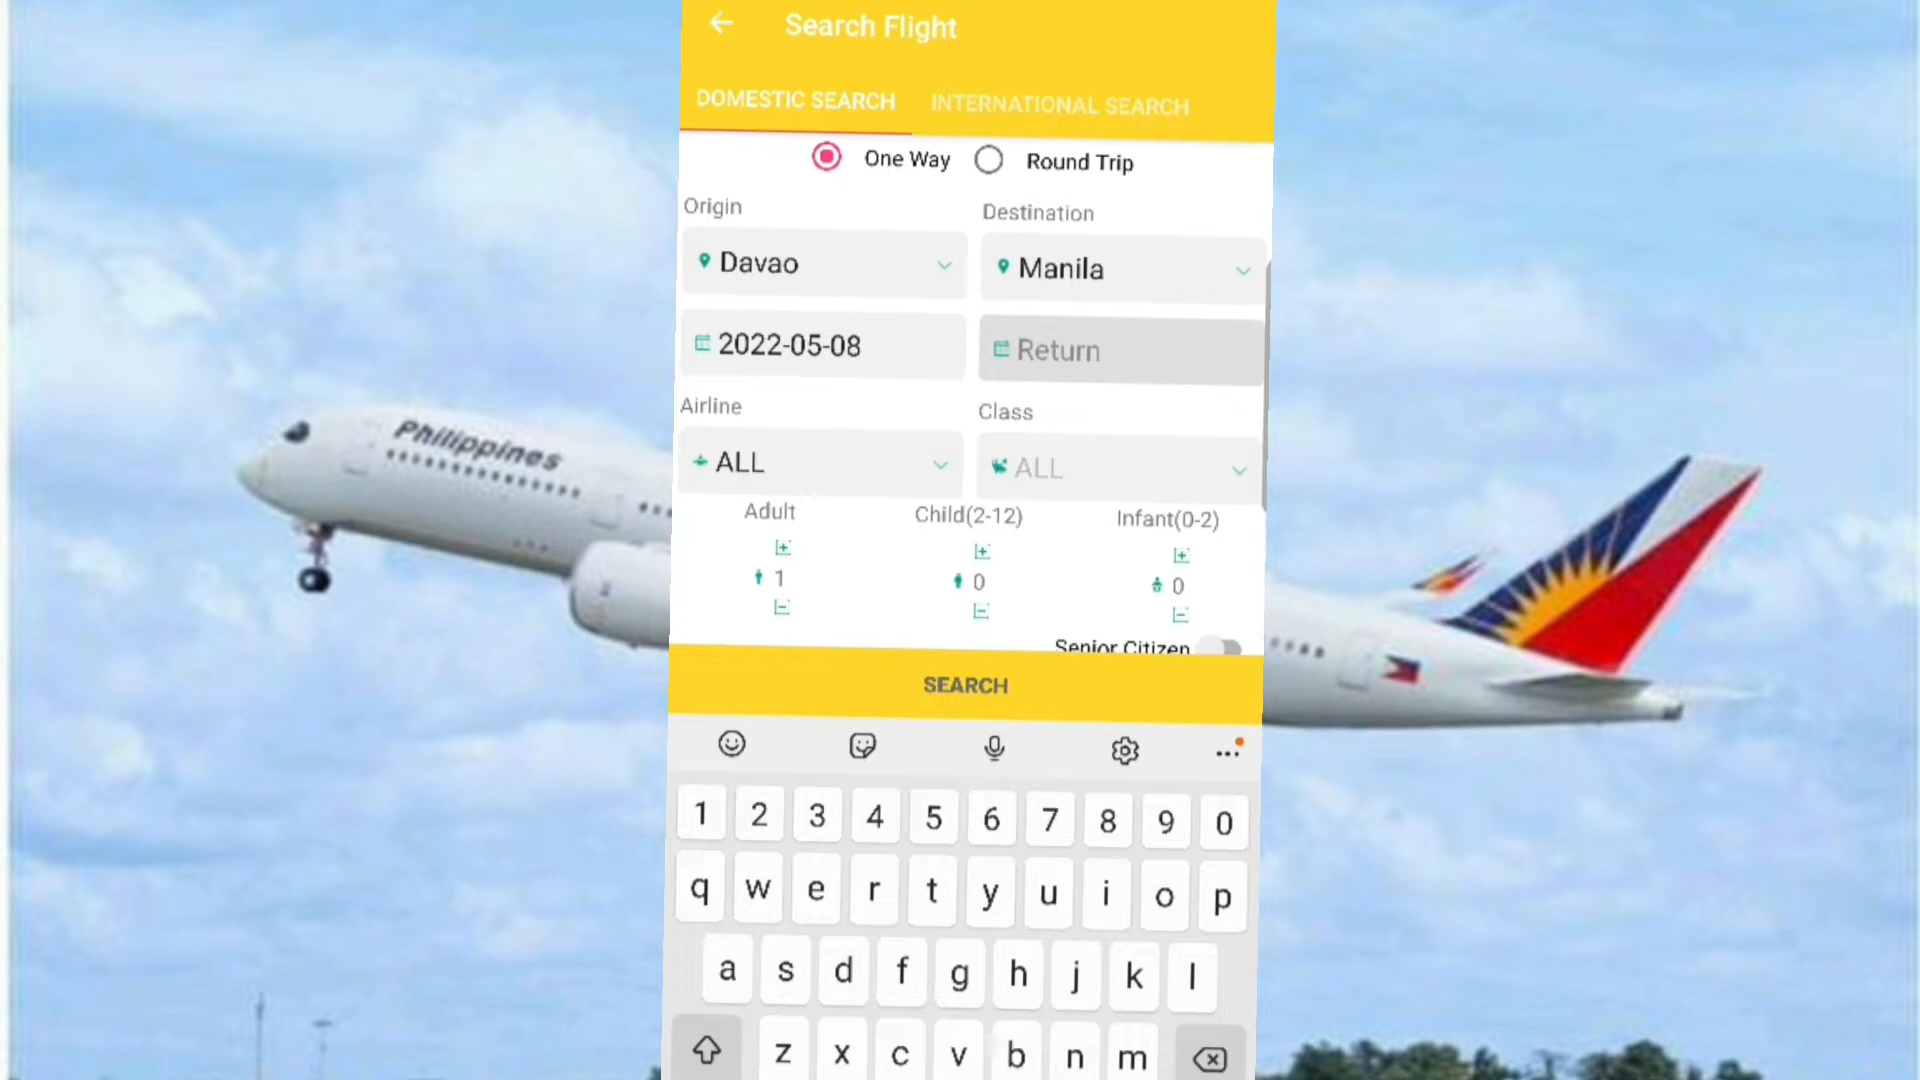 Search Flight
DOMESTIC SEARCH INTERNATIONAL SEARCH
One Way Round Trip
Origin Destination
Davao Manila
2022-05-08 Return
Airline Class
ALL ALL
Adult Child(2-12) Infant(0-2)
1 0 0
Senior Citizen
SEARCH
1 2 3 4 5 6 7 8 9 0
q w e r t y u i o p
a s d f g h j k l
z x c v b n m
Philippines